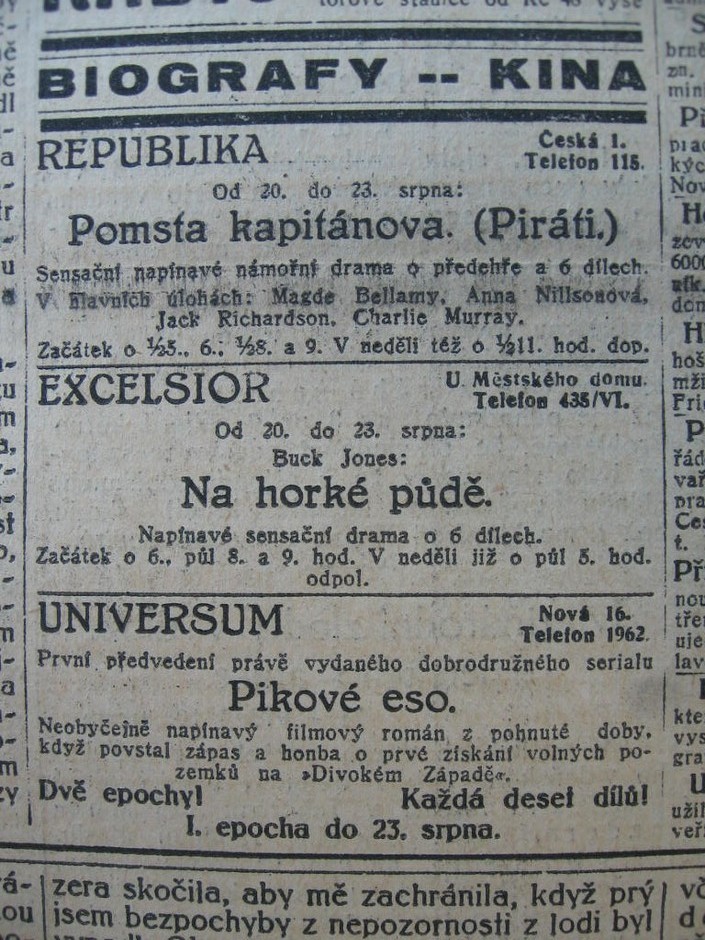 torové stanice od Kč 48 výše
BIOGRAFY -- KINA
REPUBLIKA
Česká 1.
Telefon 115.
Od 20. do 23. srpna:
Pomsta kapitánova. (Piráti.)
Sensační napínavé námořní drama o předehře a 6 dílech.
V hlavních úlohách: Magde Bellamy, Anna Nillsonová,
Jack Richardson, Charlie Murray.
Začátek o ½5., 6., ½8. a 9. V neděli též o ½11. hod. dop.
EXCELSIOR
U Městského domu.
Telefon 435/VI.
Od 20. do 23. srpna:
Buck Jones:
Na horké půdě.
Napínavé sensační drama o 6 dílech.
Začátek o 6., půl 8. a 9. hod. V neděli již o půl 5. hod.
odpol.
UNIVERSUM
Nová 16.
Telefon 1962.
První předvedení právě vydaného dobrodružného serialu
Pikové eso.
Neobyčejně napínavý filmový román z pohnuté doby,
když povstal zápas a honba o prvé získání volných po-
zemků na »Divokém Západě«.
Dvě epochy!
Každá deset dílů!
I. epocha do 23. srpna.
zera skočila, aby mě zachránila, když prý
jsem bezpochyby z nepozornosti z lodi byl